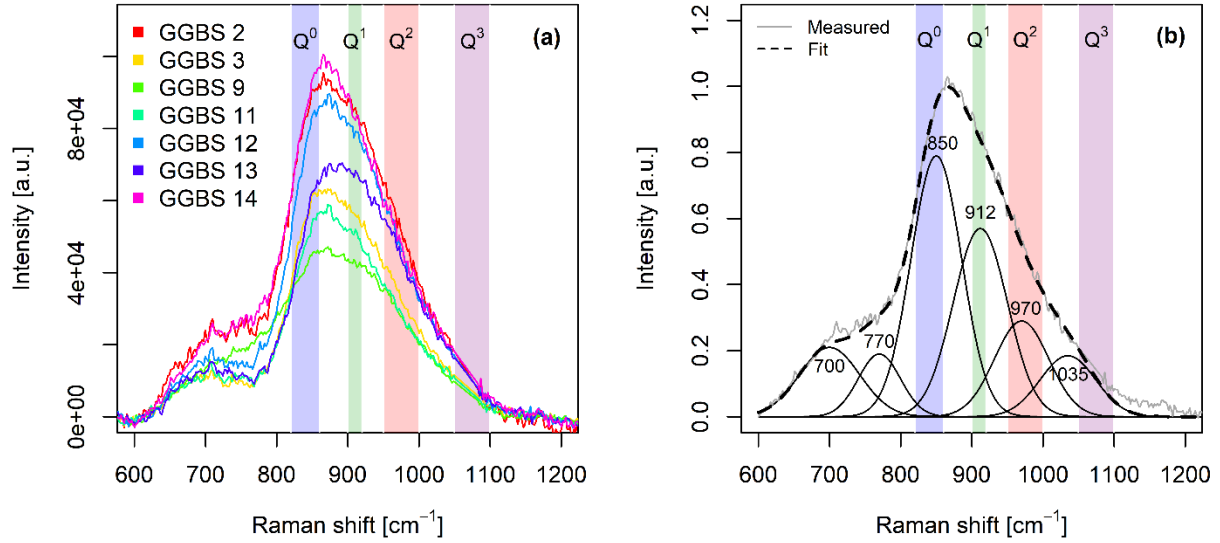 GGBS 2
GGBS 3
GGBS 9
GGBS 11
GGBS 12
GGBS 13
GGBS 14
Q⁰ Q¹ Q² Q³
(a)
Intensity [a.u.]
8e+04
4e+04
0e+00
600 700 800 900 1000 1100 1200
Raman shift [cm⁻¹]
Measured
Fit
Q⁰ Q¹ Q² Q³
(b)
Intensity [a.u.]
1.2
1.0
0.8
0.6
0.4
0.2
0.0
850
912
970
770
700
1035
600 700 800 900 1000 1100 1200
Raman shift [cm⁻¹]